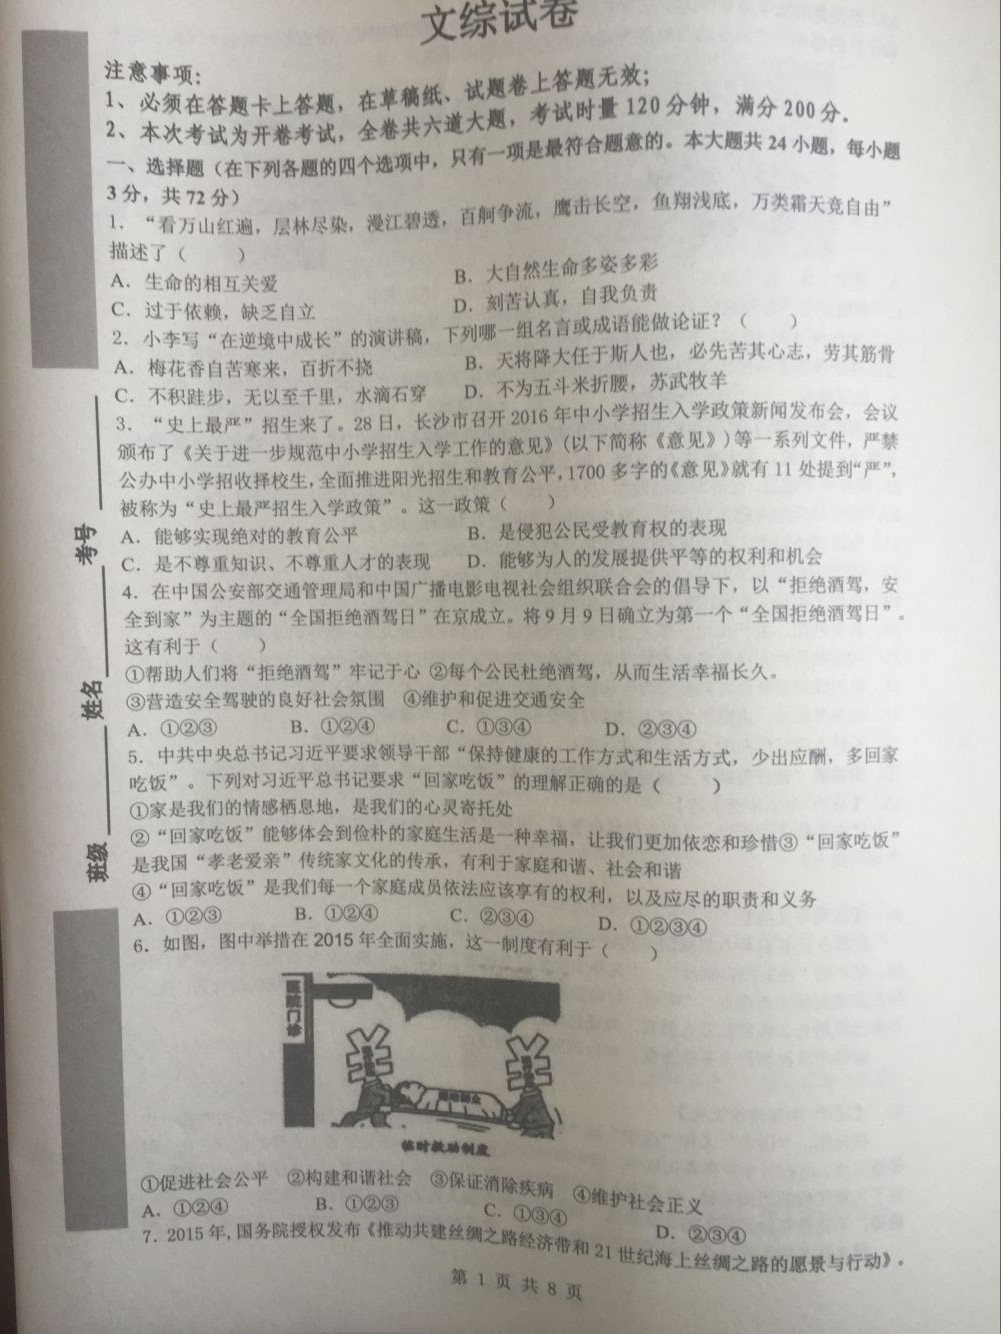 文综试卷
注意事项：
1、必须在答题卡上答题，在草稿纸、试题卷上答题无效；
2、本次考试为开卷考试，全卷共六道大题，考试时量 120 分钟，满分 200 分．
一、选择题（在下列各题的四个选项中，只有一项是最符合题意的。本大题共 24 小题，每小题
3 分，共 72 分）
1．“看万山红遍，层林尽染，漫江碧透，百舸争流，鹰击长空，鱼翔浅底，万类霜天竞自由”
描述了（　　）
A．生命的相互关爱　　B．大自然生命多姿多彩
C．过于依赖，缺乏自立　　D．刻苦认真，自我负责
2．小李写“在逆境中成长”的演讲稿，下列哪一组名言或成语能做论证？（　　）
A．梅花香自苦寒来，百折不挠　　B．天将降大任于斯人也，必先苦其心志，劳其筋骨
C．不积跬步，无以至千里，水滴石穿　　D．不为五斗米折腰，苏武牧羊
3．“史上最严”招生来了。28 日，长沙市召开 2016 年中小学招生入学政策新闻发布会，会议
颁布了《关于进一步规范中小学招生入学工作的意见》(以下简称《意见》)等一系列文件，严禁
公办中小学招收择校生，全面推进阳光招生和教育公平，1700 多字的《意见》就有 11 处提到“严”，
被称为“史上最严招生入学政策”。这一政策（　　）
A．能够实现绝对的教育公平　　B．是侵犯公民受教育权的表现
C．是不尊重知识、不尊重人才的表现　　D．能够为人的发展提供平等的权利和机会
4．在中国公安部交通管理局和中国广播电影电视社会组织联合会的倡导下，以“拒绝酒驾，安
全到家”为主题的“全国拒绝酒驾日”在京成立。将 9 月 9 日确立为第一个“全国拒绝酒驾日”。
这有利于（　　）
①帮助人们将“拒绝酒驾”牢记于心 ②每个公民杜绝酒驾，从而生活幸福长久。
③营造安全驾驶的良好社会氛围　④维护和促进交通安全
A．①②③　　B．①②④　　C．①③④　　D．②③④
5．中共中央总书记习近平要求领导干部“保持健康的工作方式和生活方式，少出应酬，多回家
吃饭”。下列对习近平总书记要求“回家吃饭”的理解正确的是（　　）
①家是我们的情感栖息地，是我们的心灵寄托处
②“回家吃饭”能够体会到俭朴的家庭生活是一种幸福，让我们更加依恋和珍惜③“回家吃饭”
是我国“孝老爱亲”传统家文化的传承，有利于家庭和谐、社会和谐
④“回家吃饭”是我们每一个家庭成员依法应该享有的权利，以及应尽的职责和义务
A．①②③　　B．①②④　　C．②③④　　D．①②③④
6．如图，图中举措在 2015 年全面实施，这一制度有利于（　　）
医院门诊
临时救助制度
①促进社会公平　②构建和谐社会　③保证消除疾病　④维护社会正义
A．①②④　　B．①②③　　C．①③④　　D．②③④
7．2015 年，国务院授权发布《推动共建丝绸之路经济带和 21 世纪海上丝绸之路的愿景与行动》。
第 1 页 共 8 页
考号
姓名
班级